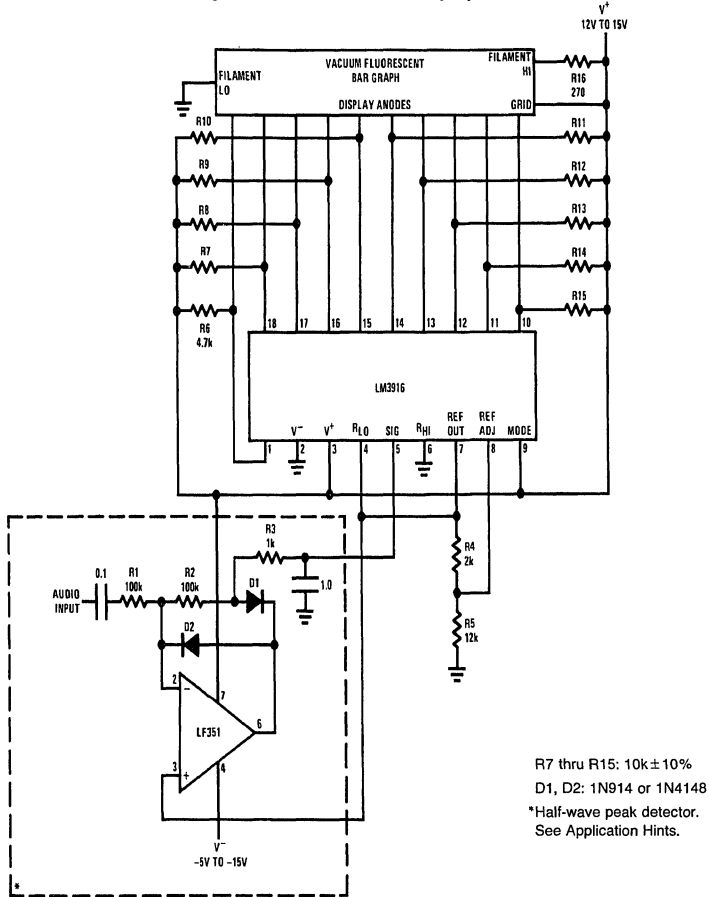 V+
12V TO 15V
VACUUM FLUORESCENT
BAR GRAPH
FILAMENT
HI
FILAMENT
LO
DISPLAY ANODES
GRID
R16
270
R10
R11
R9
R12
R8
R13
R7
R14
R6
4.7k
R15
18
17
16
15
14
13
12
11
10
LM3916
V−
V+
RLO
SIG
RHI
REF
OUT
REF
ADJ
MODE
1
2
3
4
5
6
7
8
9
R3
1k
R4
2k
0.1
R1
100k
R2
100k
D1
1.0
AUDIO
INPUT
D2
R5
12k
2
−
7
LF351
6
3
+
4
V−
−5V TO −15V
*
R7 thru R15: 10k±10%
D1, D2: 1N914 or 1N4148
*Half-wave peak detector.
See Application Hints.